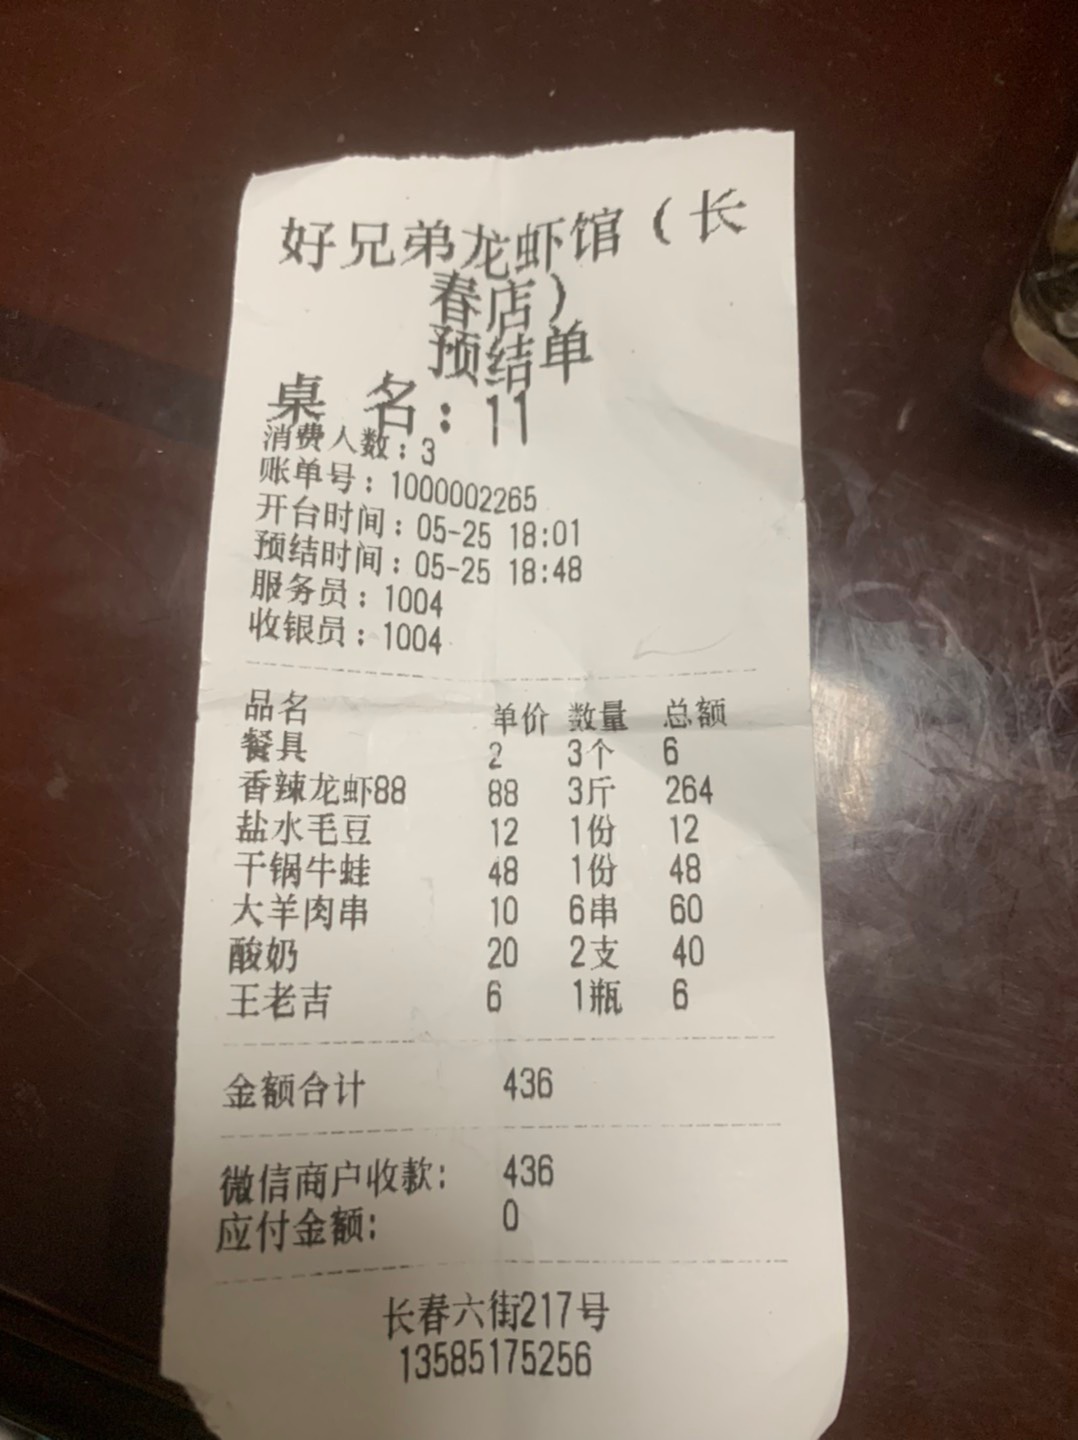 好兄弟龙虾馆（长
春店）
预结单
桌 名：11
消费人数：3
账单号：1000002265
开台时间：05-25 18:01
预结时间：05-25 18:48
服务员：1004
收银员：1004
品名 单价 数量 总额
餐具 2 3个 6
香辣龙虾88 88 3斤 264
盐水毛豆 12 1份 12
干锅牛蛙 48 1份 48
大羊肉串 10 6串 60
酸奶 20 2支 40
王老吉 6 1瓶 6
金额合计 436
微信商户收款: 436
应付金额: 0
长春六街217号
13585175256